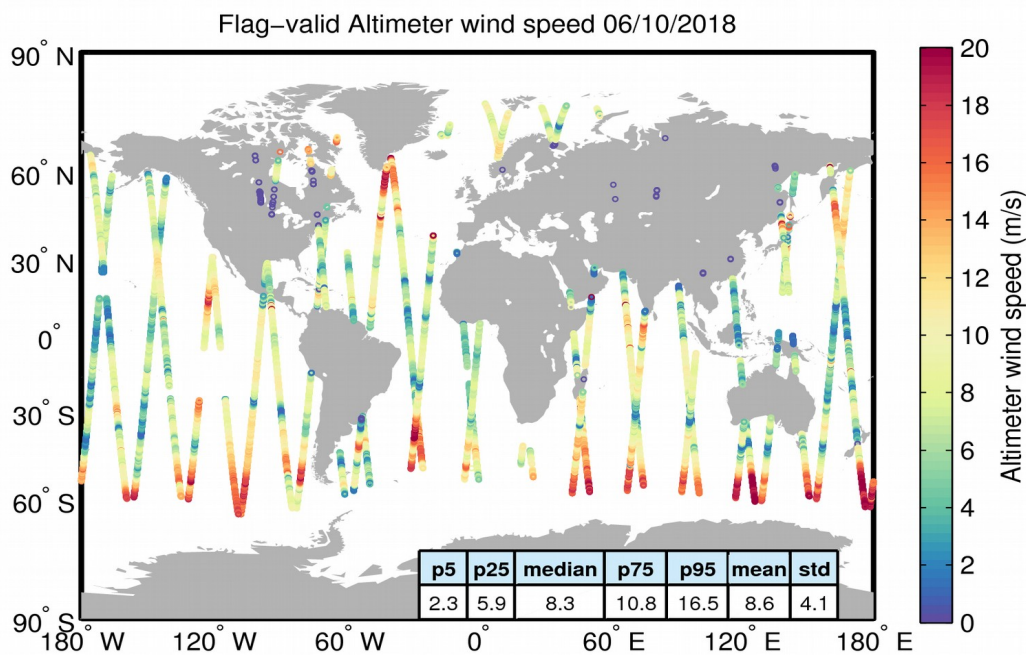 Flag-valid Altimeter wind speed 06/10/2018
90° N
60° N
30° N
0°
30° S
60° S
90° S
180° W
120° W
60° W
0°
60° E
120° E
180° E
p5 p25 median p75 p95 mean std
2.3 5.9 8.3 10.8 16.5 8.6 4.1
20
18
16
14
12
10
8
6
4
2
0
Altimeter wind speed (m/s)